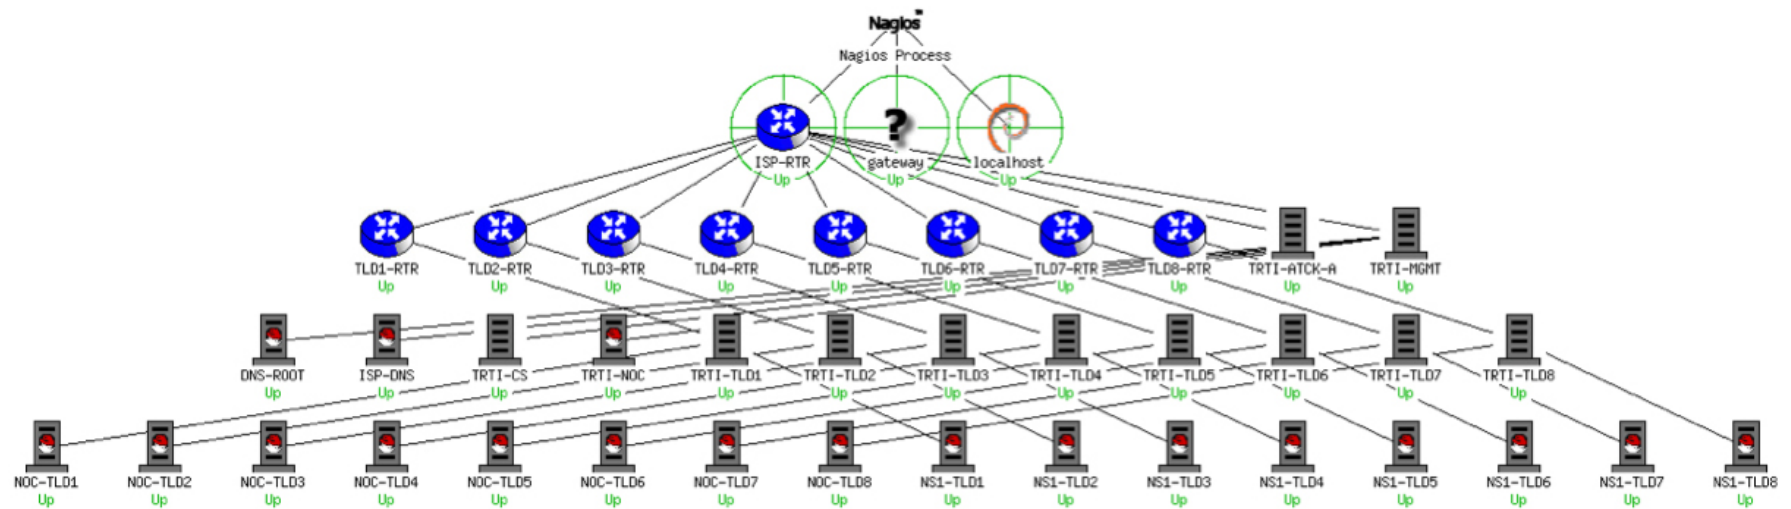 Nagios™
Nagios Process
ISP-RTR gateway localhost
Up Up Up
TLD1-RTR TLD2-RTR TLD3-RTR TLD4-RTR TLD5-RTR TLD6-RTR TLD7-RTR TLD8-RTR TRTI-ATCK-A TRTI-MGMT
Up Up Up Up Up Up Up Up Up Up
DNS-ROOT ISP-DNS TRTI-CS TRTI-NOC TRTI-TLD1 TRTI-TLD2 TRTI-TLD3 TRTI-TLD4 TRTI-TLD5 TRTI-TLD6 TRTI-TLD7 TRTI-TLD8
Up Up Up Up Up Up Up Up Up Up Up Up
NOC-TLD1 NOC-TLD2 NOC-TLD3 NOC-TLD4 NOC-TLD5 NOC-TLD6 NOC-TLD7 NOC-TLD8 NS1-TLD1 NS1-TLD2 NS1-TLD3 NS1-TLD4 NS1-TLD5 NS1-TLD6 NS1-TLD7 NS1-TLD8
Up Up Up Up Up Up Up Up Up Up Up Up Up Up Up Up